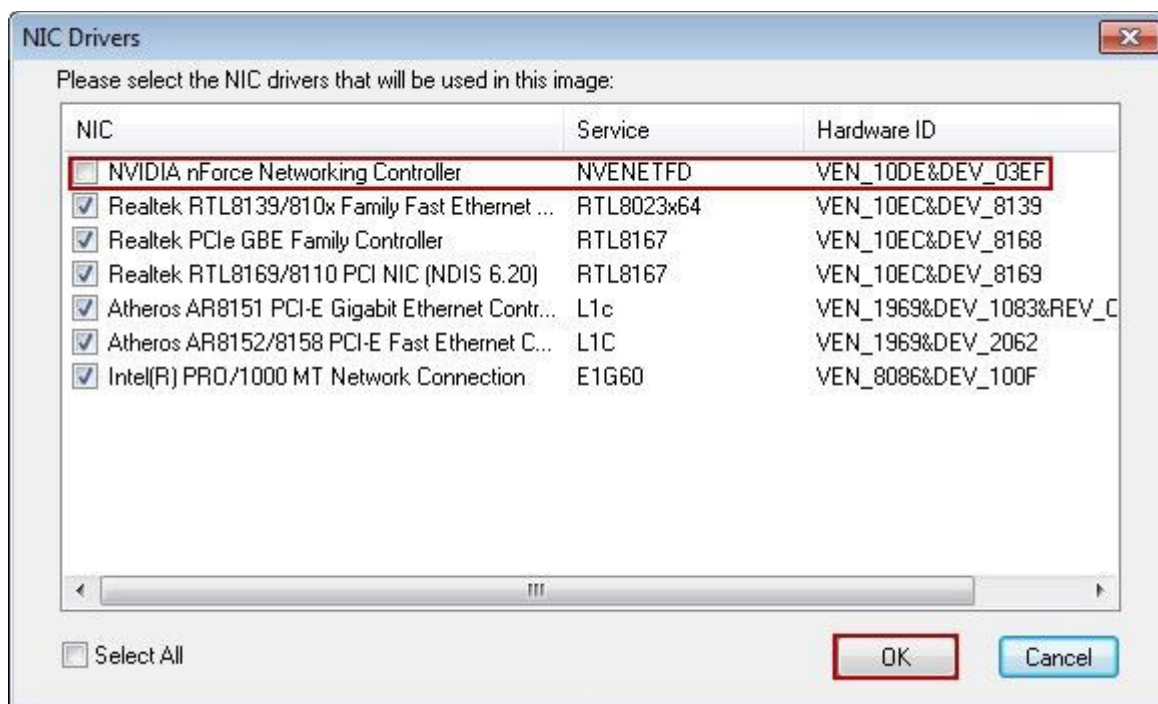 NIC Drivers
Please select the NIC drivers that will be used in this image:
NIC Service Hardware ID
NVIDIA nForce Networking Controller NVENETFD VEN_10DE&DEV_03EF
Realtek RTL8139/810x Family Fast Ethernet ... RTL8023x64 VEN_10EC&DEV_8139
Realtek PCIe GBE Family Controller RTL8167 VEN_10EC&DEV_8168
Realtek RTL8169/8110 PCI NIC (NDIS 6.20) RTL8167 VEN_10EC&DEV_8169
Atheros AR8151 PCI-E Gigabit Ethernet Contr... L1c VEN_1969&DEV_1083&REV_C
Atheros AR8152/8158 PCI-E Fast Ethernet C... L1C VEN_1969&DEV_2062
Intel(R) PRO/1000 MT Network Connection E1G60 VEN_8086&DEV_100F
Select All OK Cancel